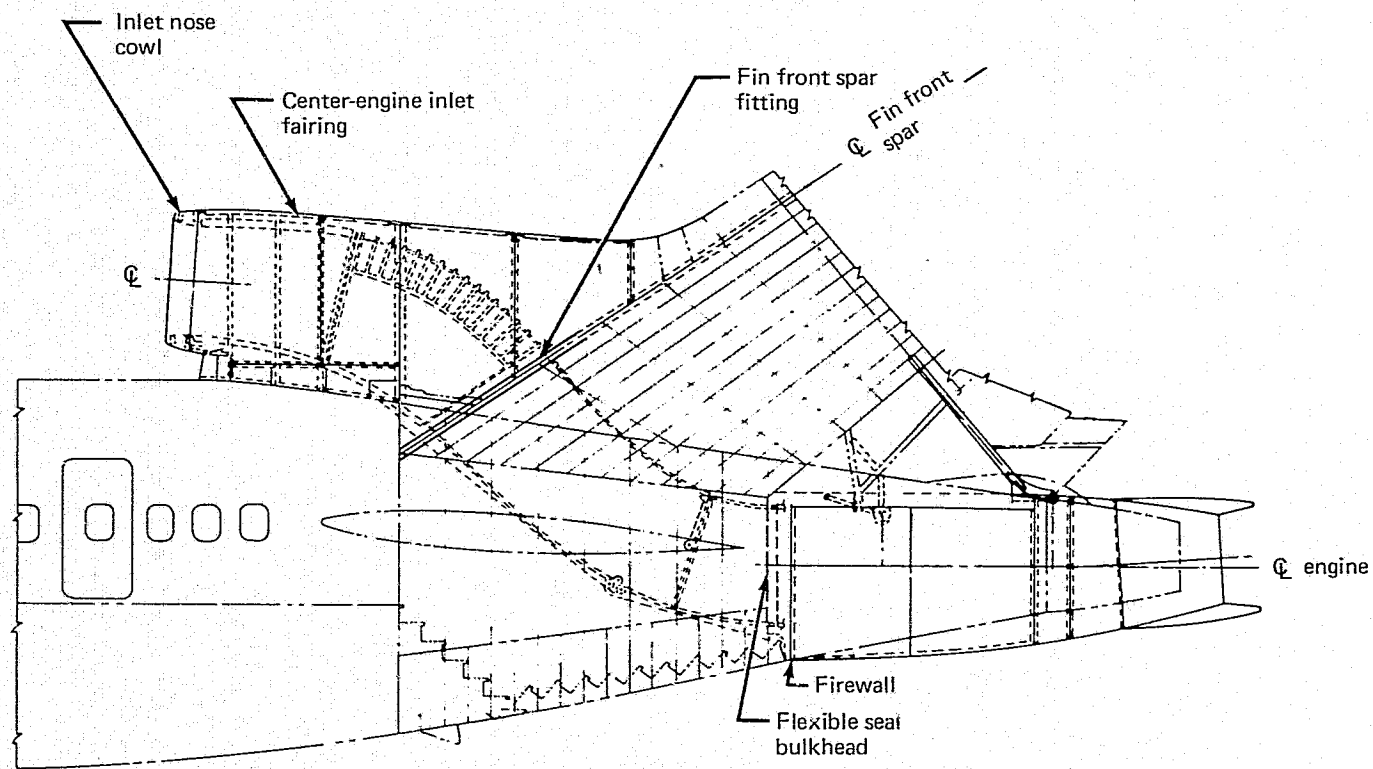 Inlet nose
cowl
Center-engine inlet
fairing
Fin front spar
fitting
℄ Fin front
spar
℄
℄ engine
Firewall
Flexible seal
bulkhead